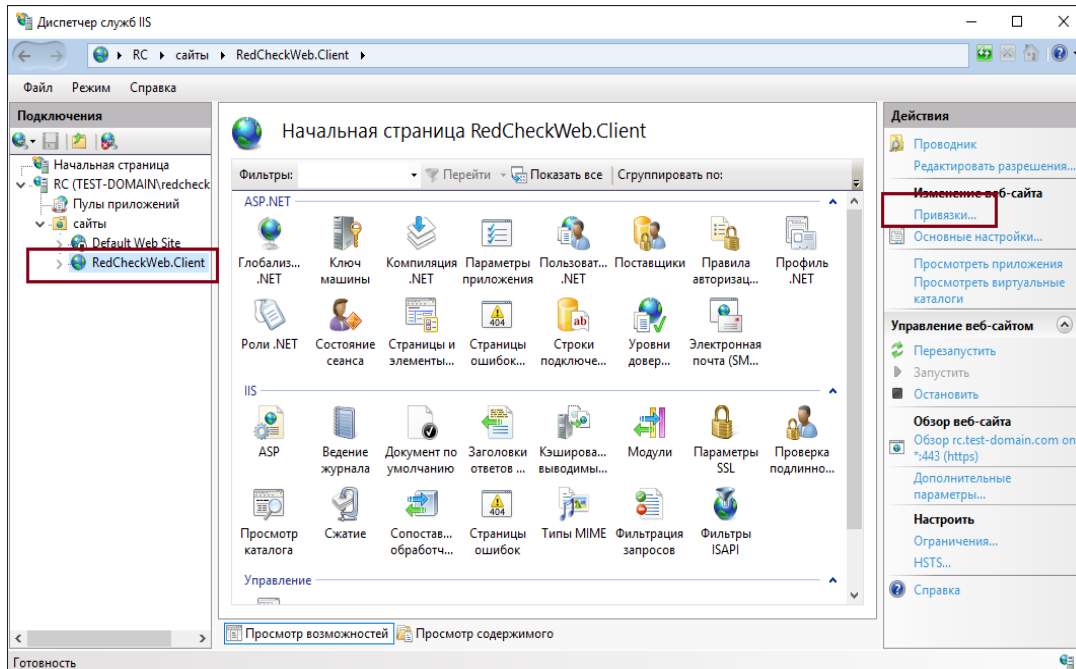 Диспетчер служб IIS
RC сайты RedCheckWeb.Client
Файл Режим Справка
Подключения
Начальная страница
RC (TEST-DOMAIN\redcheck
Пулы приложений
сайты
Default Web Site
RedCheckWeb.Client
Начальная страница RedCheckWeb.Client
Фильтры: Перейти Показать все Сгруппировать по:
ASP.NET
Глобализ... Ключ Компиляция Параметры Пользоват... Поставщики Правила Профиль
.NET машины .NET приложения .NET авторизац... .NET
404
ab
Роли .NET Состояние Страницы и Страницы Строки Уровни Электронная
сеанса элементы... ошибок... подключе... довер... почта (SM...
IIS
ASP Ведение Документ по Заголовки Кэширова... Модули Параметры Проверка
журнала умолчанию ответов ... выводимы... SSL подлинно...
404
Просмотр Сжатие Сопостав... Страницы Типы MIME Фильтрация Фильтры
каталога обработч... ошибок запросов ISAPI
Управление
Просмотр возможностей Просмотр содержимого
Действия
Проводник
Редактировать разрешения...
Изменение веб-сайта
Привязки...
Основные настройки...
Просмотреть приложения
Просмотреть виртуальные
каталоги
Управление веб-сайтом
Перезапустить
Запустить
Остановить
Обзор веб-сайта
Обзор rc.test-domain.com on
*:443 (https)
Дополнительные
параметры...
Настроить
Ограничения...
HSTS...
Справка
Готовность